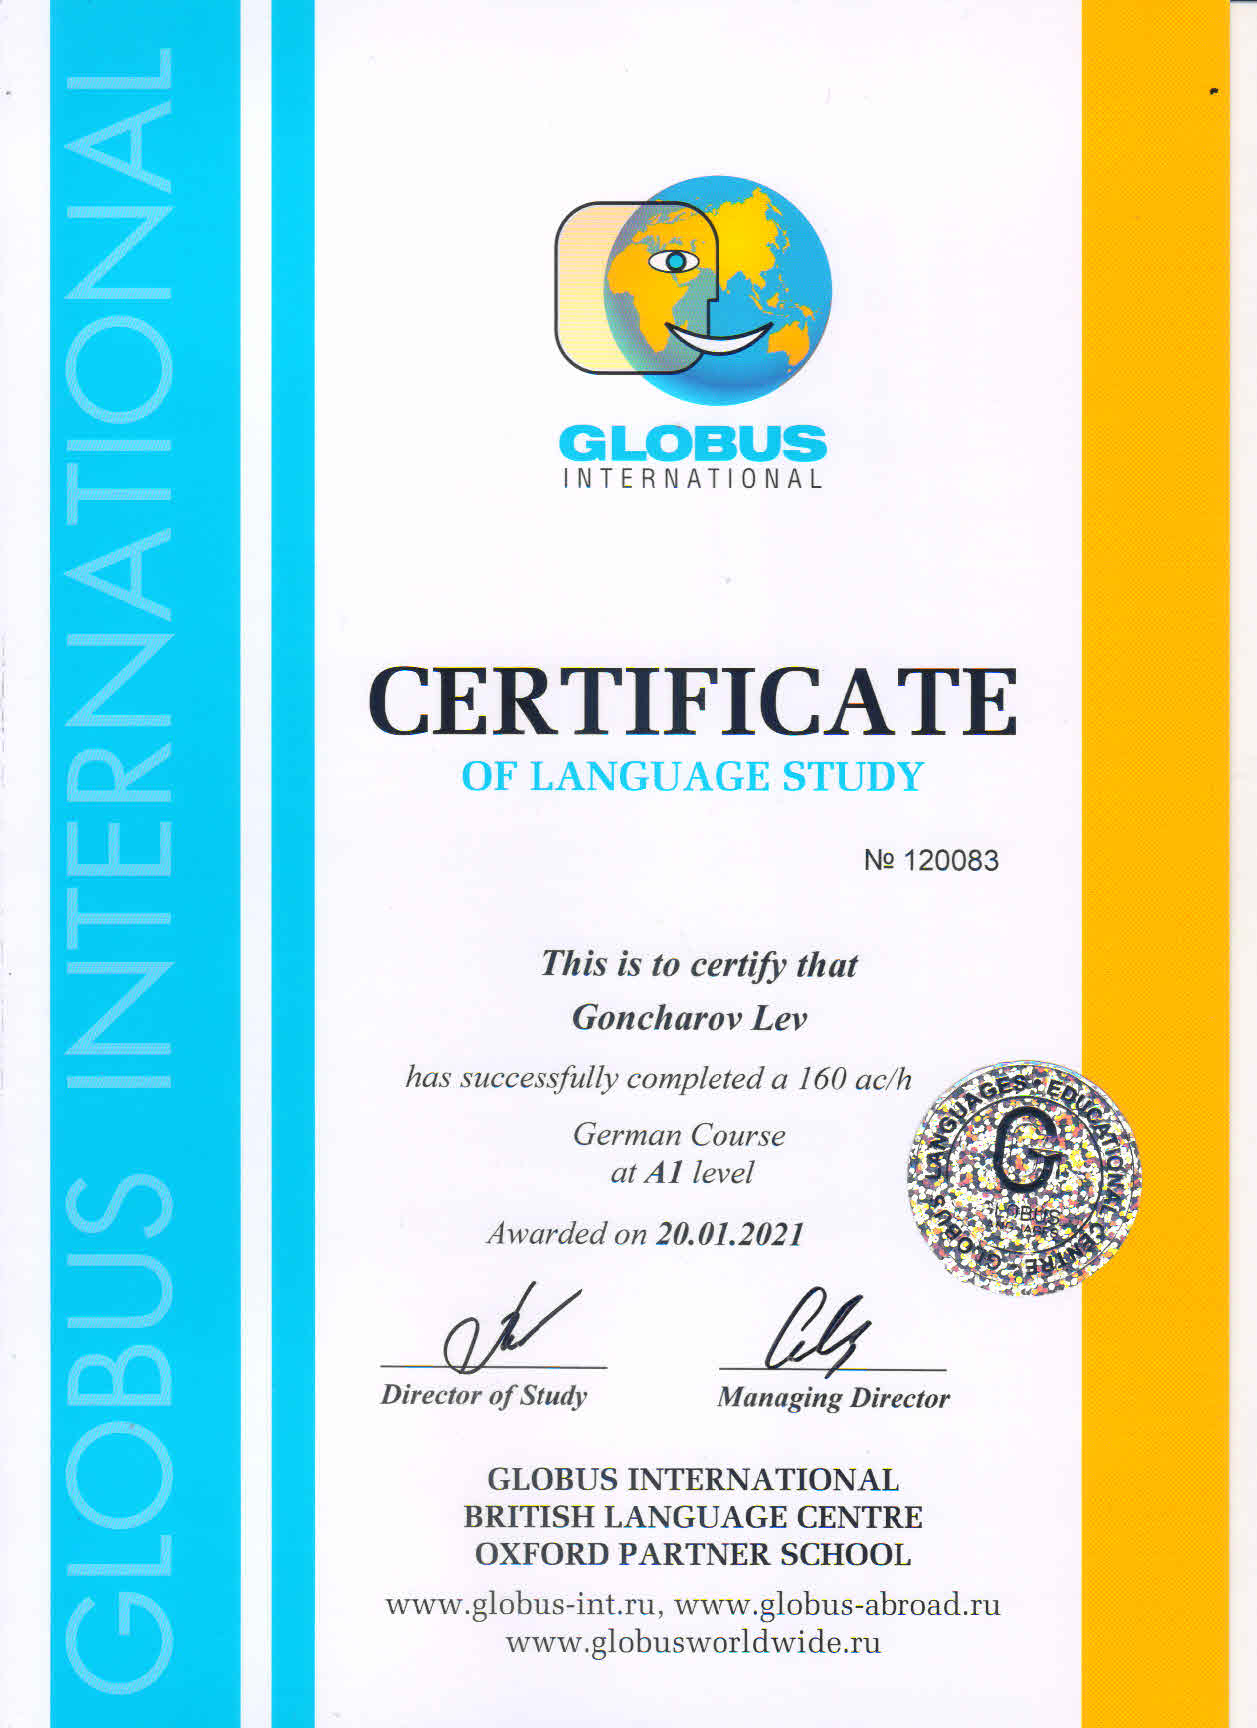 GLOBUS INTERNATIONAL
GLOBUS
INTERNATIONAL
CERTIFICATE
OF LANGUAGE STUDY
№ 120083
This is to certify that
Goncharov Lev
has successfully completed a 160 ac/h
German Course
at A1 level
Awarded on 20.01.2021
GLOBUS LANGUAGES • EDUCATIONAL CENTRE •
G
GLOBUS
LANGUAGES
Director of Study
Managing Director
GLOBUS INTERNATIONAL
BRITISH LANGUAGE CENTRE
OXFORD PARTNER SCHOOL
www.globus-int.ru, www.globus-abroad.ru
www.globusworldwide.ru